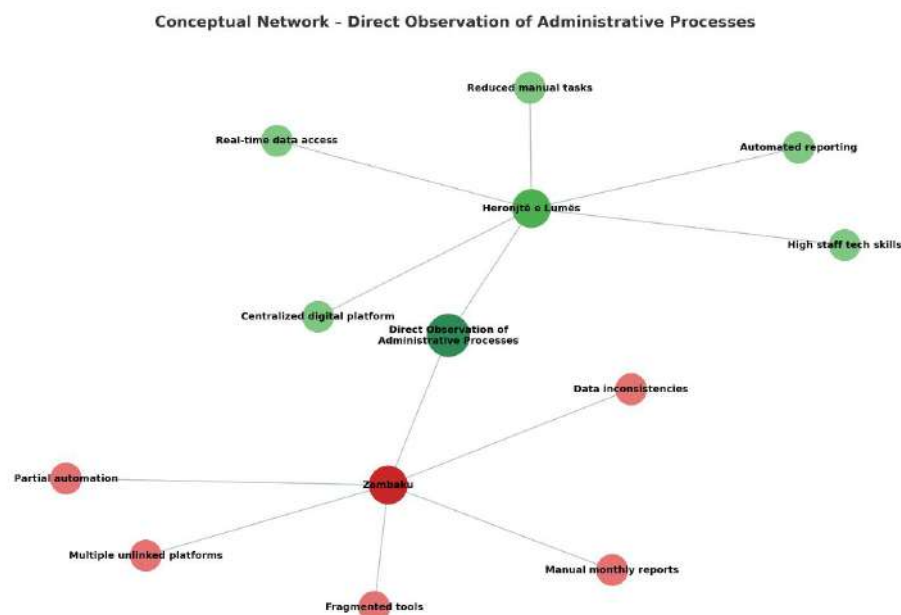 Conceptual Network – Direct Observation of Administrative Processes
Reduced manual tasks
Real-time data access
Automated reporting
Heronjtë e Lumës
High staff tech skills
Centralized digital platform
Direct Observation of
Administrative Processes
Data inconsistencies
Partial automation
Zambaku
Multiple unlinked platforms
Manual monthly reports
Fragmented tools